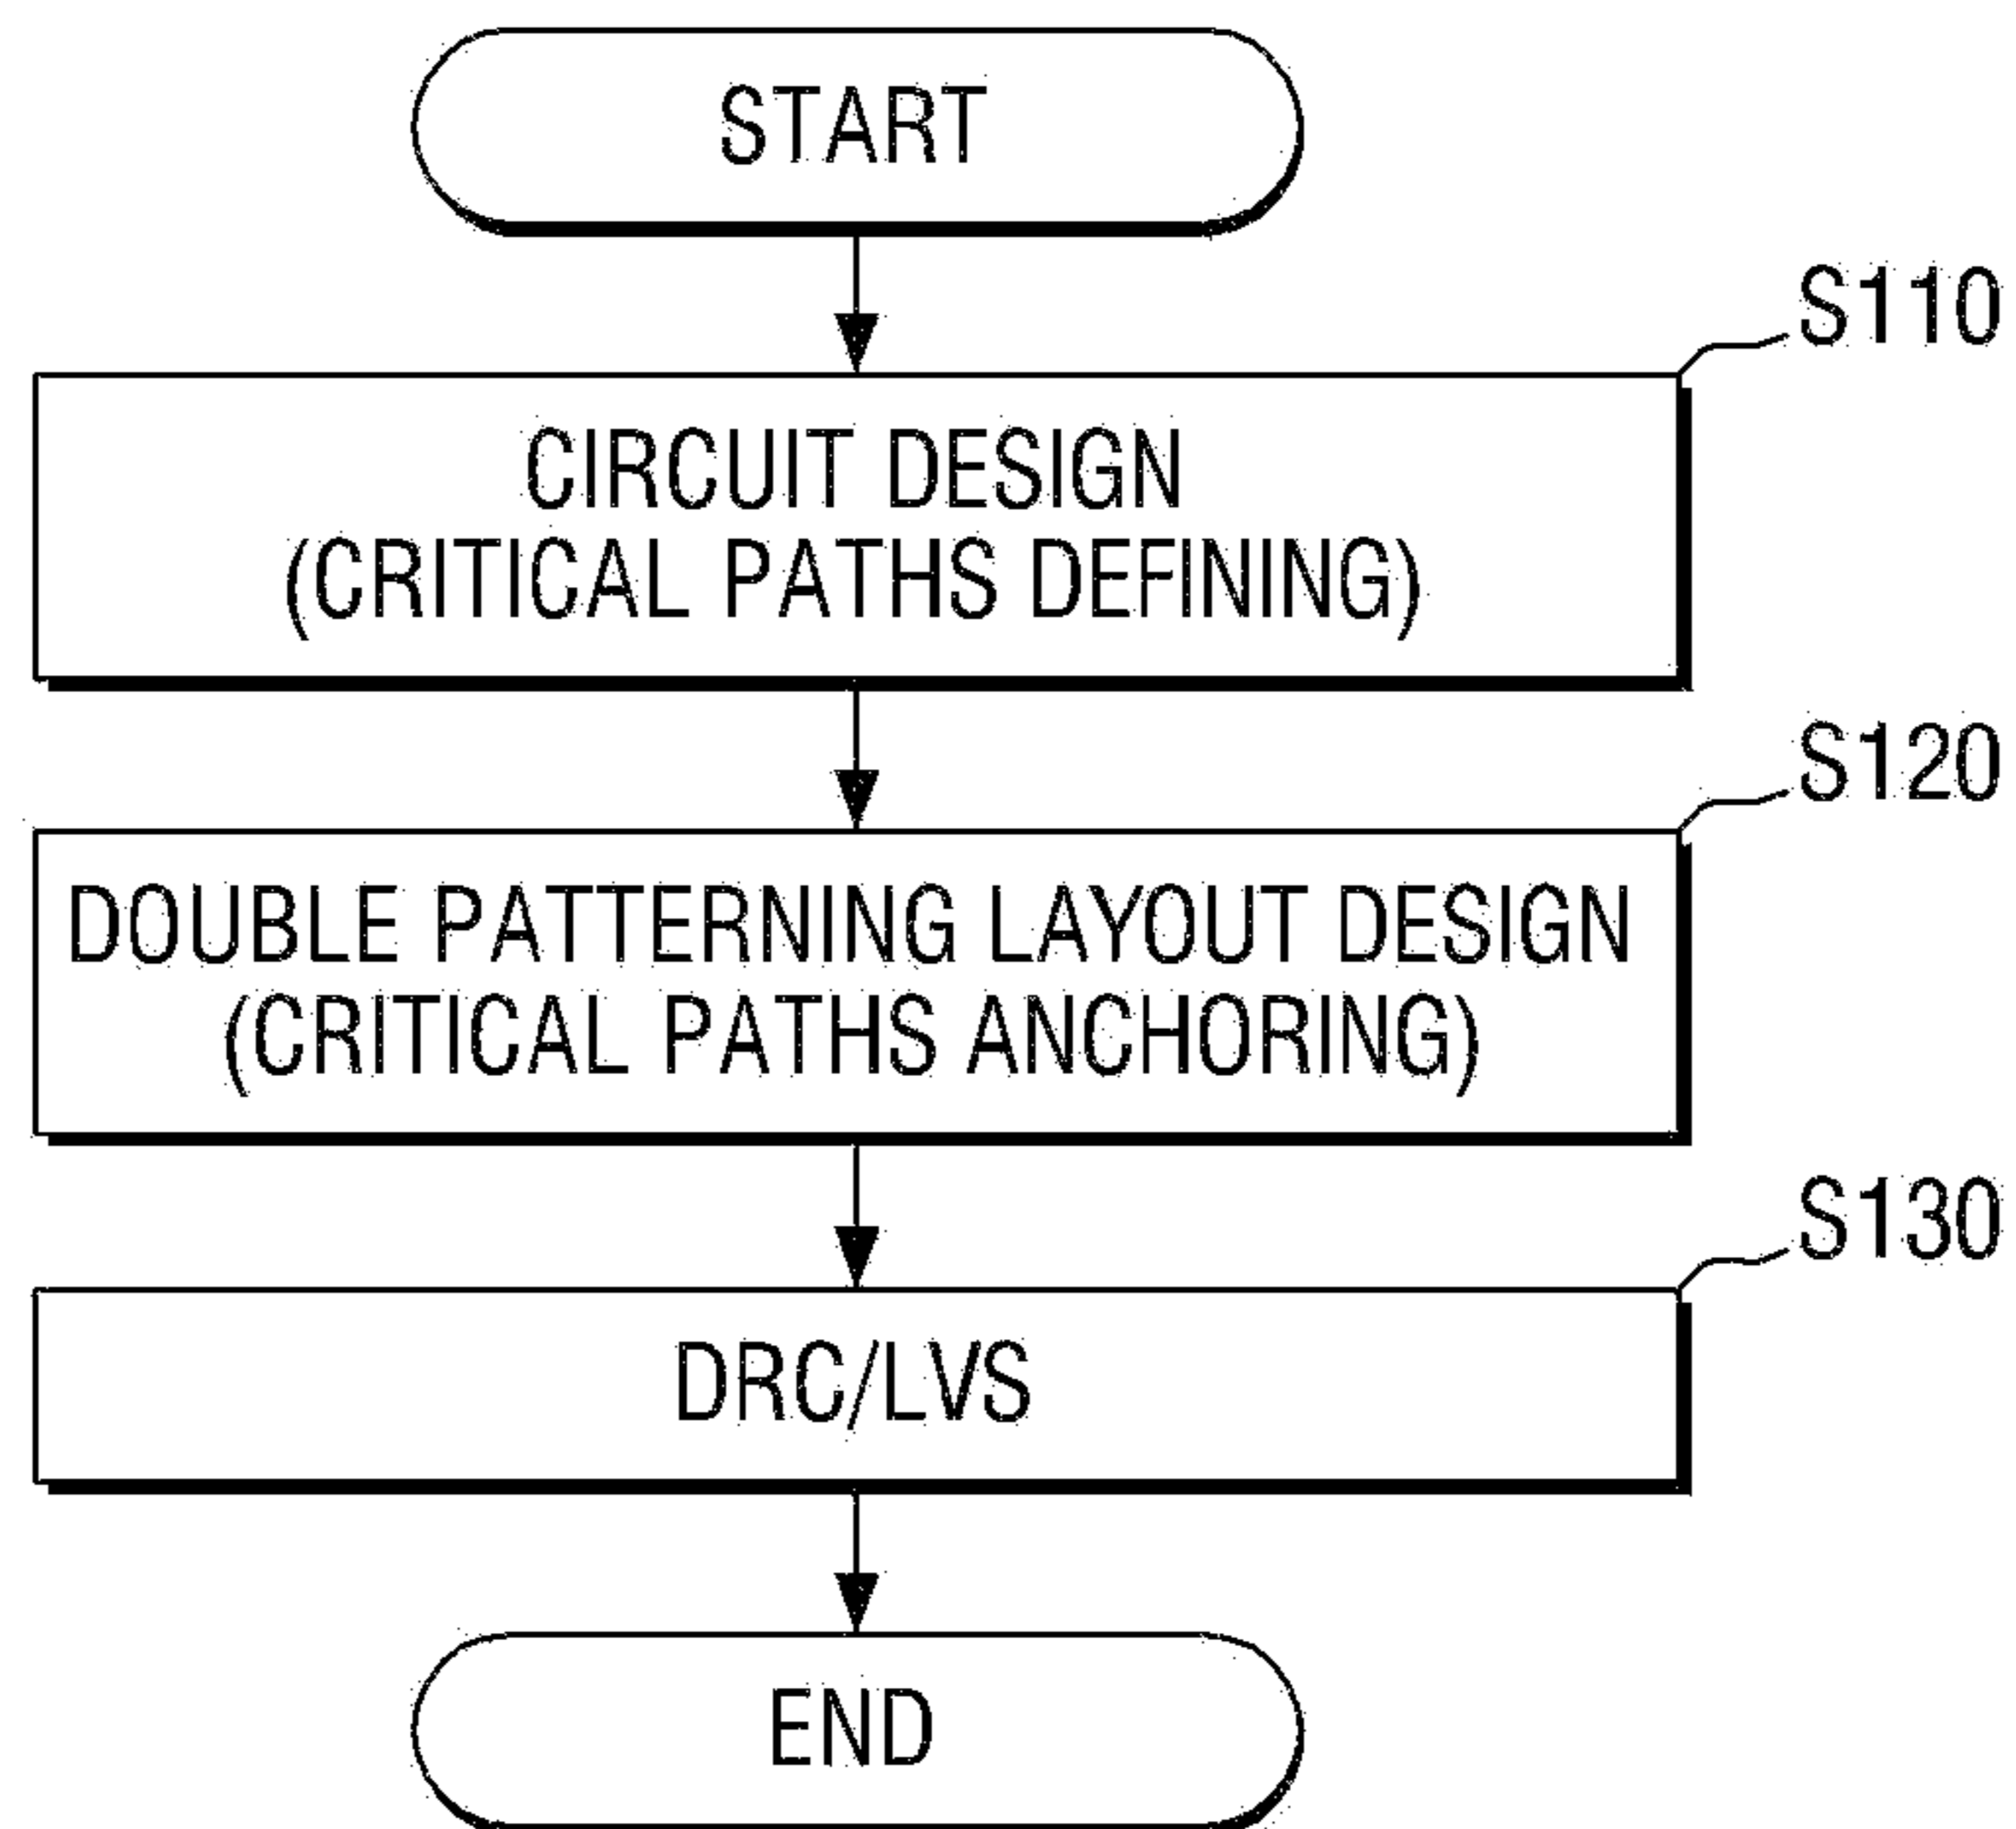 START
S110
CIRCUIT DESIGN
(CRITICAL PATHS DEFINING)
S120
DOUBLE PATTERNING LAYOUT DESIGN
(CRITICAL PATHS ANCHORING)
S130
DRC/LVS
END